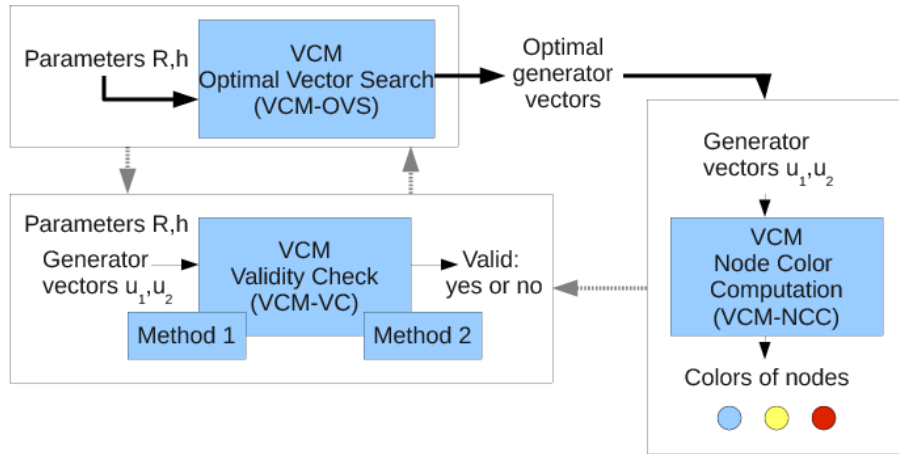 Parameters R,h
VCM
Optimal Vector Search
(VCM-OVS)
Optimal
generator
vectors
Generator
vectors u₁,u₂
VCM
Node Color
Computation
(VCM-NCC)
Colors of nodes
Parameters R,h
Generator
vectors u₁,u₂
VCM
Validity Check
(VCM-VC)
Valid:
yes or no
Method 1
Method 2